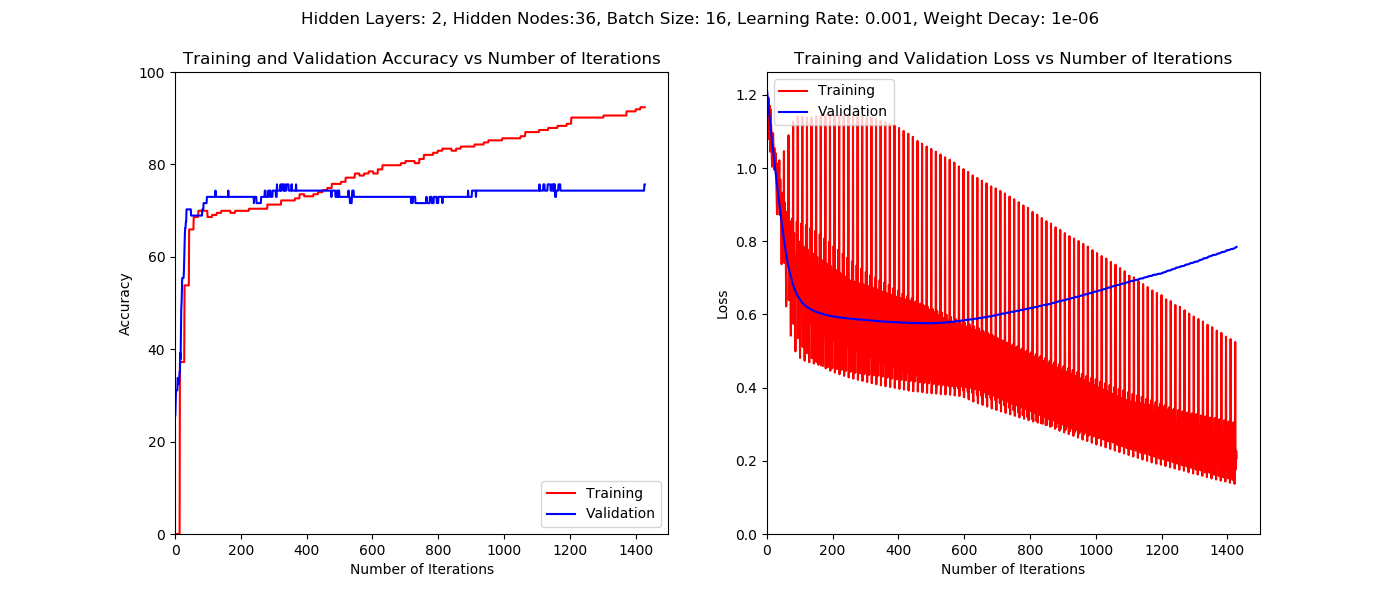 Hidden Layers: 2, Hidden Nodes:36, Batch Size: 16, Learning Rate: 0.001, Weight Decay: 1e-06
Training and Validation Accuracy vs Number of Iterations
100
80
60
40
20
0
Accuracy
0 200 400 600 800 1000 1200 1400
Number of Iterations
Training
Validation
Training and Validation Loss vs Number of Iterations
Training
Validation
1.2
1.0
0.8
0.6
0.4
0.2
0.0
Loss
0 200 400 600 800 1000 1200 1400
Number of Iterations